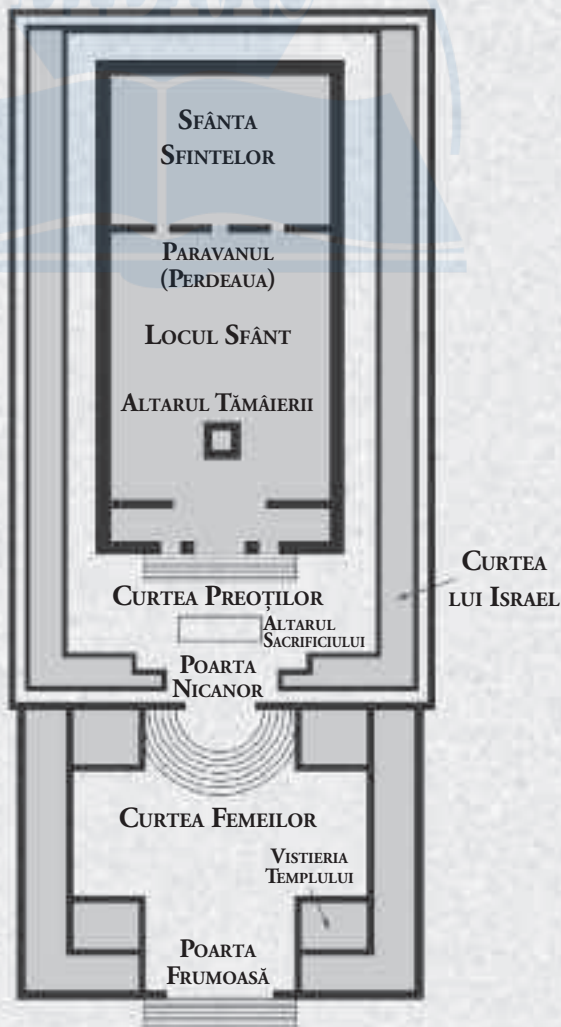 Sfânta
Sfintelor
Paravanul
(Perdeaua)
Locul Sfânt
Altarul Tămâierii
Curtea
lui Israel
Curtea Preoților
Altarul
Sacrificiului
Poarta
Nicanor
Curtea Femeilor
Vistieria
Templului
Poarta
Frumoasă